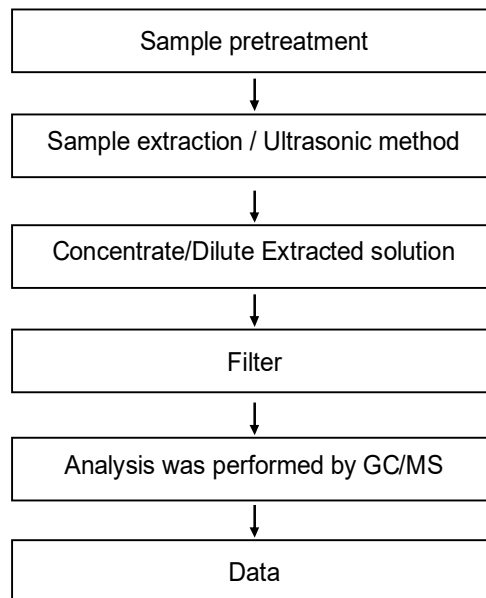 Sample pretreatment
Sample extraction / Ultrasonic method
Concentrate/Dilute Extracted solution
Filter
Analysis was performed by GC/MS
Data